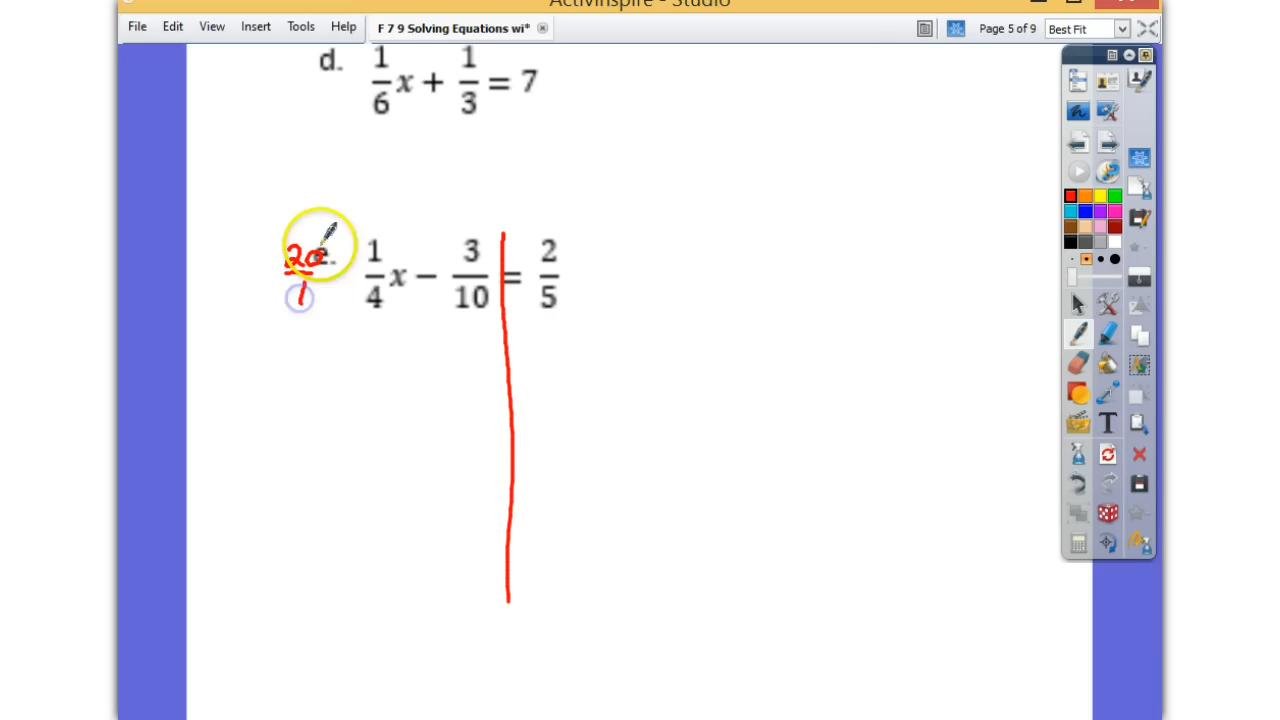 ActivInspire - Studio
File Edit View Insert Tools Help F 7 9 Solving Equations wi* Page 5 of 9 Best Fit
d. 1/6 x + 1/3 = 7
20/1 e. 1/4 x − 3/10 = 2/5